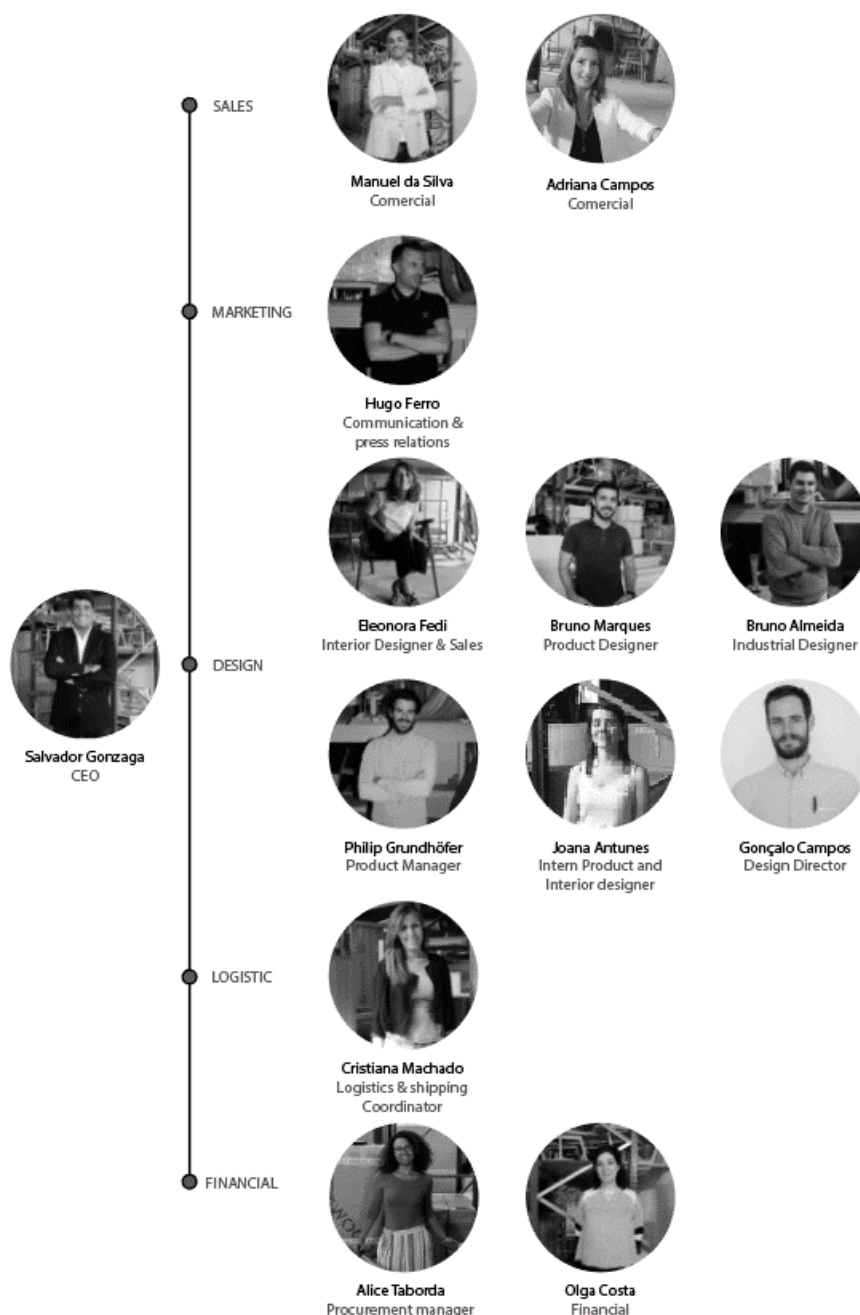 SALES
Manuel da Silva
Comercial
Adriana Campos
Comercial
MARKETING
Hugo Ferro
Communication &
press relations
Eleonora Fedi
Interior Designer & Sales
Bruno Marques
Product Designer
Bruno Almeida
Industrial Designer
Salvador Gonzaga
CEO
DESIGN
Philip Grundhöfer
Product Manager
Joana Antunes
Intern Product and
Interior designer
Gonçalo Campos
Design Director
LOGISTIC
Cristiana Machado
Logistics & shipping
Coordinator
FINANCIAL
Alice Taborda
Procurement manager
Olga Costa
Financial